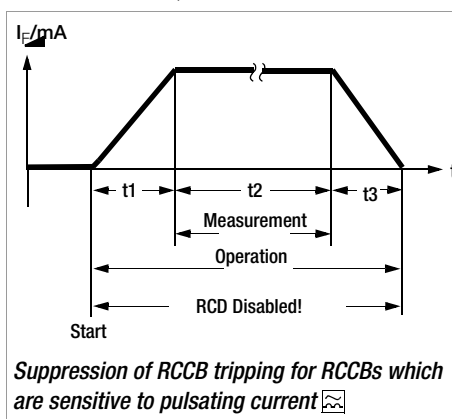 I_F/mA
t
t1 t2 t3
Measurement
Operation
RCD Disabled!
Start
Suppression of RCCB tripping for RCCBs which
are sensitive to pulsating current